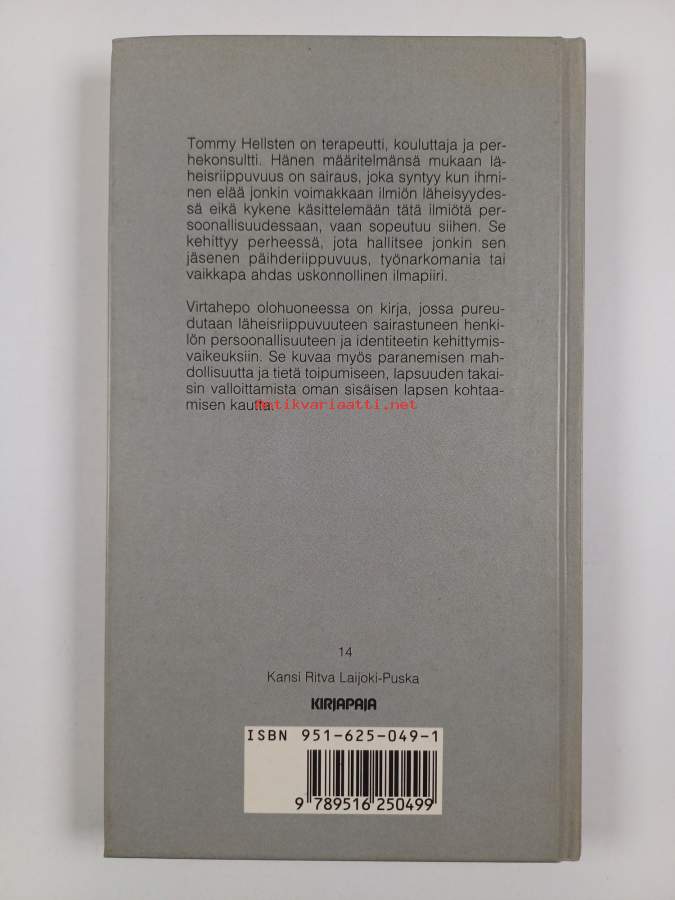 Tommy Hellsten on terapeutti, kouluttaja ja per-
hekonsultti. Hänen määritelmänsä mukaan lä-
heisriippuvuus on sairaus, joka syntyy kun ihmi-
nen elää jonkin voimakkaan ilmiön läheisyydes-
sä eikä kykene käsittelemään tätä ilmiötä per-
soonallisuudessaan, vaan sopeutuu siihen. Se
kehittyy perheessä, jota hallitsee jonkin sen
jäsenen päihderiippuvuus, työnarkomania tai
vaikkapa ahdas uskonnollinen ilmapiiri.
Virtahepo olohuoneessa on kirja, jossa pureu-
dutaan läheisriippuvuuteen sairastuneen henki-
lön persoonallisuuteen ja identiteetin kehittymis-
vaikeuksiin. Se kuvaa myös paranemisen mah-
dollisuutta ja tietä toipumiseen, lapsuuden takai-
sin valloittamista oman sisäisen lapsen kohtaa-
misen kautta.
antikvariaatti.net
14
Kansi Ritva Laijoki-Puska
KIRJAPAJA
ISBN 951-625-049-1
9 789516 250499